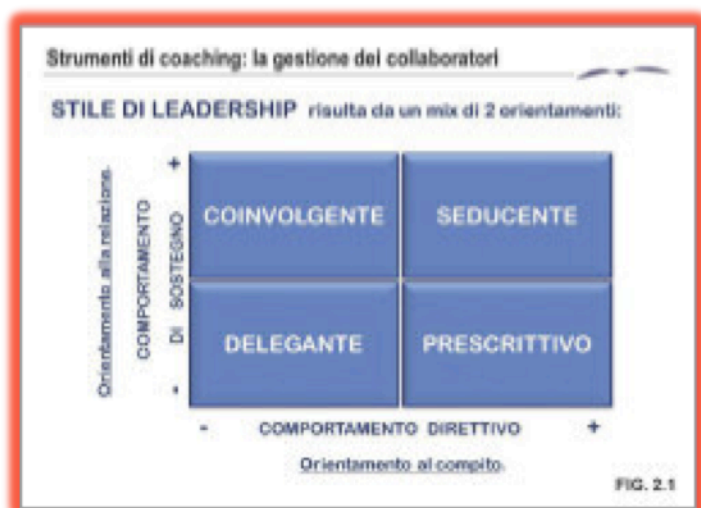 Strumenti di coaching: la gestione dei collaboratori
STILE DI LEADERSHIP risulta da un mix di 2 orientamenti:
Orientamento alla relazione.
COMPORTAMENTO
DI SOSTEGNO
+
-
COINVOLGENTE
SEDUCENTE
DELEGANTE
PRESCRITTIVO
- COMPORTAMENTO DIRETTIVO +
Orientamento al compito.
FIG. 2.1